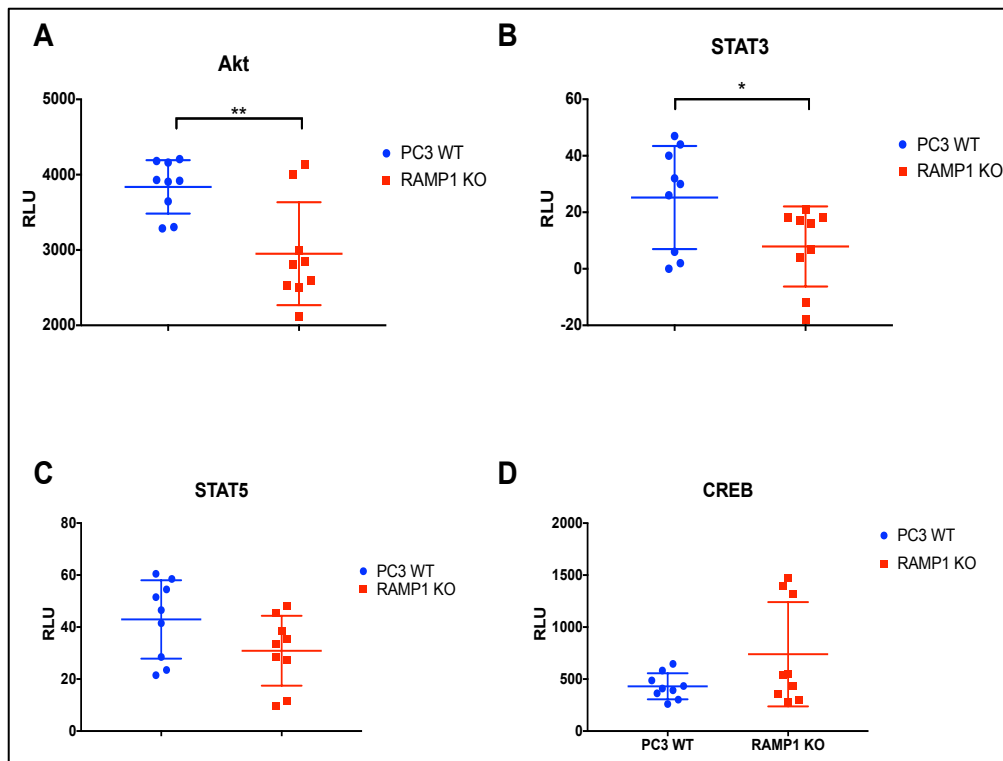 A
Akt
**
5000
4000
3000
2000
RLU
PC3 WT
RAMP1 KO
B
STAT3
*
60
40
20
0
-20
RLU
PC3 WT
RAMP1 KO
C
STAT5
80
60
40
20
0
RLU
PC3 WT
RAMP1 KO
D
CREB
2000
1500
1000
500
0
RLU
PC3 WT
RAMP1 KO
PC3 WT RAMP1 KO